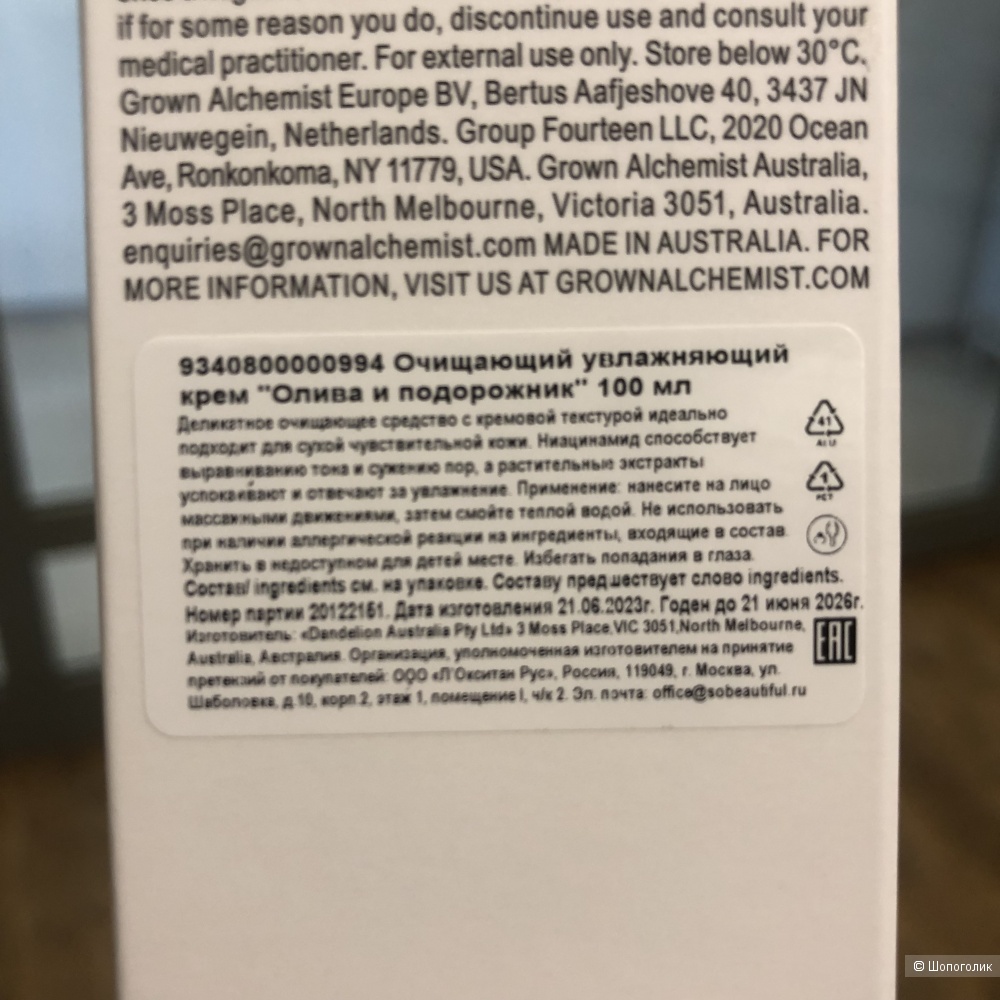 if for some reason you do, discontinue use and consult your
medical practitioner. For external use only. Store below 30°C.
Grown Alchemist Europe BV, Bertus Aafjeshove 40, 3437 JN
Nieuwegein, Netherlands. Group Fourteen LLC, 2020 Ocean
Ave, Ronkonkoma, NY 11779, USA. Grown Alchemist Australia,
3 Moss Place, North Melbourne, Victoria 3051, Australia.
enquiries@grownalchemist.com MADE IN AUSTRALIA. FOR
MORE INFORMATION, VISIT US AT GROWNALCHEMIST.COM
9340800000994 Очищающий увлажняющий
крем "Олива и подорожник" 100 мл
Деликатное очищающее средство с кремовой текстурой идеально
подходит для сухой чувствительной кожи. Ниацинамид способствует
выравниванию тона и сужению пор, а растительные экстракты
успокаивают и отвечают за увлажнение. Применение: нанесите на лицо
массажными движениями, затем смойте теплой водой. Не использовать
при наличии аллергической реакции на ингредиенты, входящие в состав.
Хранить в недоступном для детей месте. Избегать попадания в глаза.
Состав/ ingredients см. на упаковке. Составу предшествует слово ingredients.
Номер партии 20122161. Дата изготовления 21.06.2023г. Годен до 21 июня 2026г.
Изготовитель: «Dandelion Australia Pty Ltd» 3 Moss Place,VIC 3051,North Melbourne,
Australia, Австралия. Организация, уполномоченная изготовителем на принятие
претензий от покупателей: ООО «Л'Окситан Рус», Россия, 119049, г. Москва, ул.
Шаболовка, д.10, корп.2, этаж 1, помещение I, ч/к 2. Эл. почта: office@sobeautiful.ru
41
ALU
1
PET
EAC
© Шопоголик